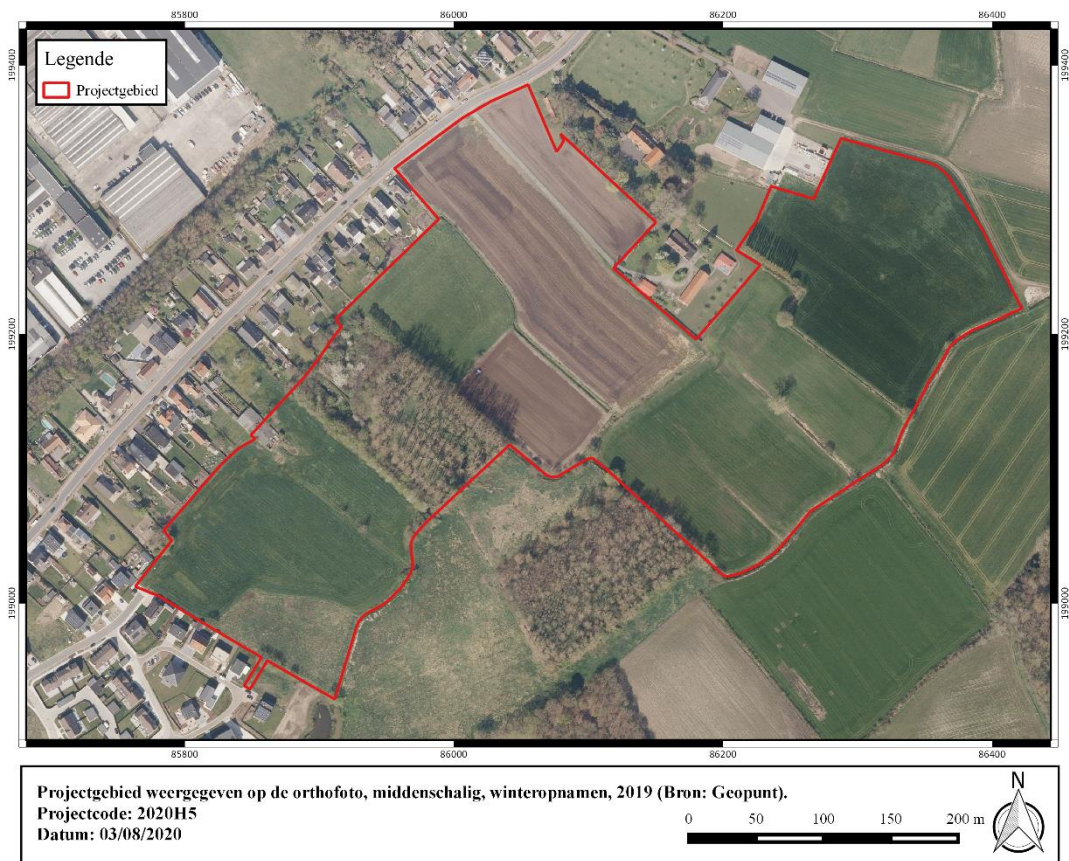 85800 86000 86200 86400
199400 199400
Legende
Projectgebied
199200 199200
199000 199000
85800 86000 86200 86400
Projectgebied weergegeven op de orthofoto, middenschalig, winteropnamen, 2019 (Bron: Geopunt).
Projectcode: 2020H5
Datum: 03/08/2020
N
0 50 100 150 200 m